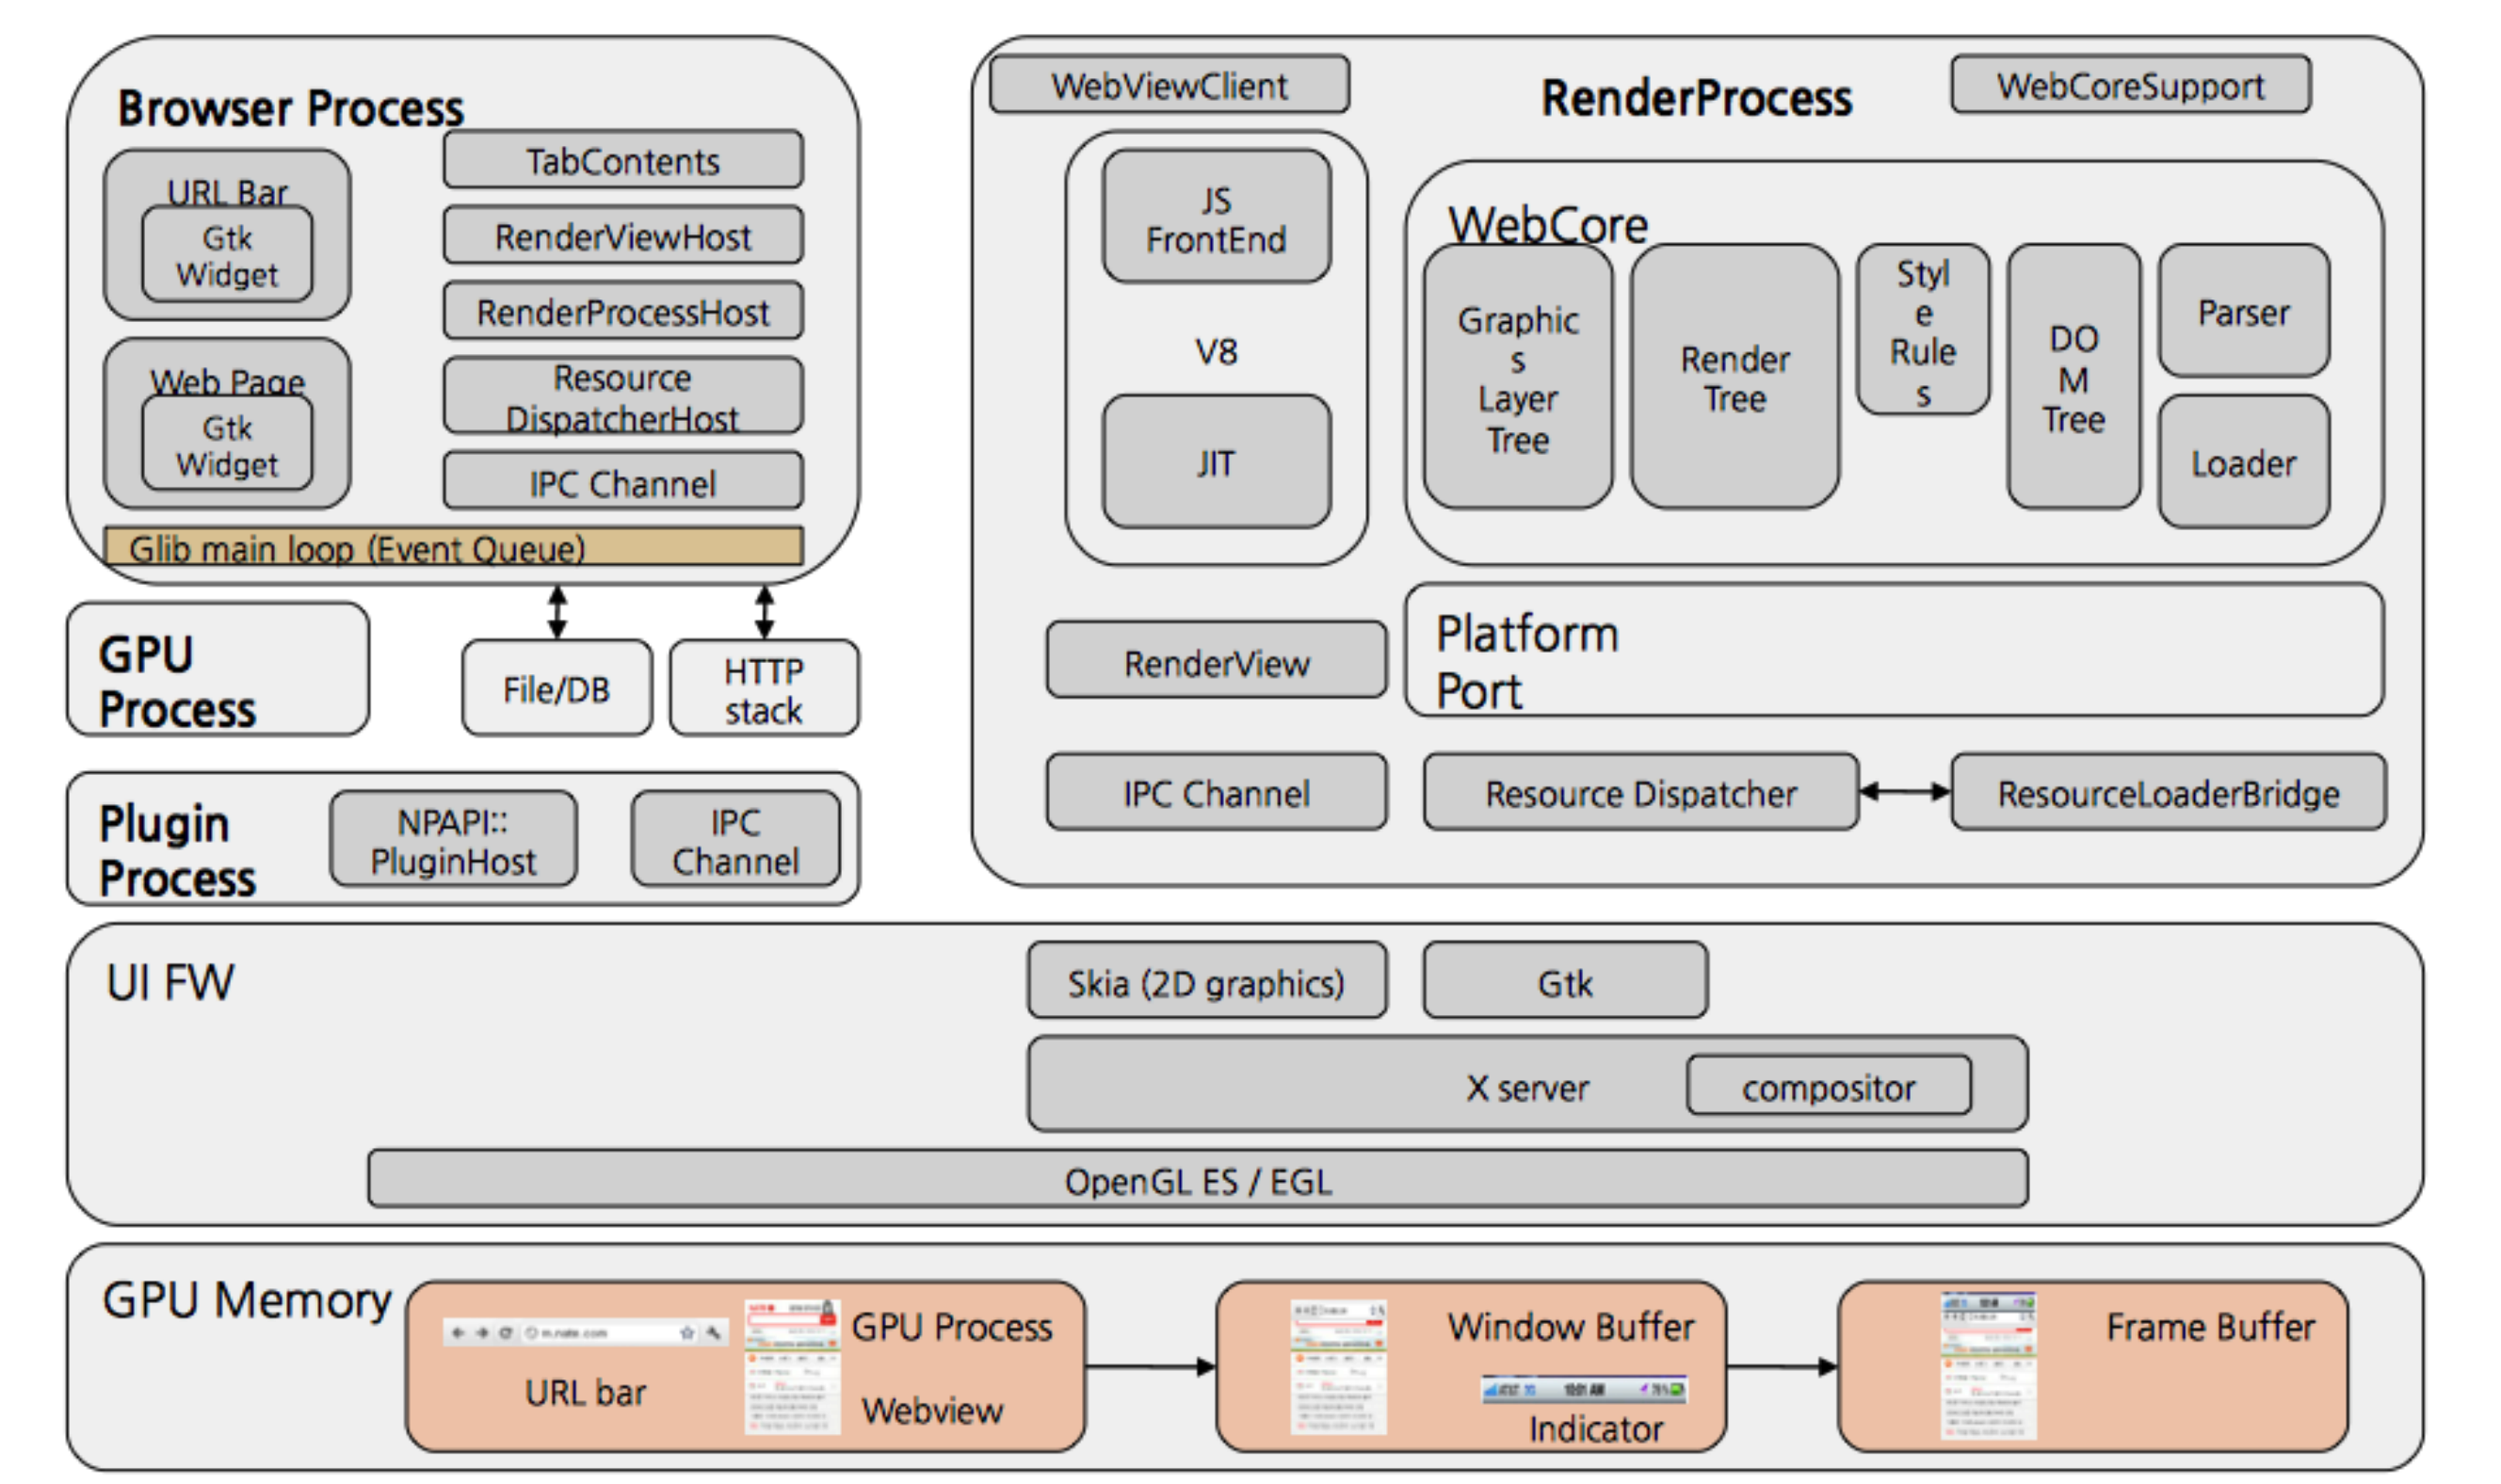 Browser Process
TabContents
URL Bar
Gtk
Widget
RenderViewHost
RenderProcessHost
Web Page
Gtk
Widget
Resource
DispatcherHost
IPC Channel
Glib main loop (Event Queue)
GPU
Process
File/DB
HTTP
stack
Plugin
Process
NPAPI::
PluginHost
IPC
Channel
WebViewClient
RenderProcess
WebCoreSupport
JS
FrontEnd
V8
JIT
WebCore
Graphic
s
Layer
Tree
Render
Tree
Styl
e
Rule
s
DO
M
Tree
Parser
Loader
RenderView
Platform
Port
IPC Channel
Resource Dispatcher
ResourceLoaderBridge
UI FW
Skia (2D graphics)
Gtk
X server
compositor
OpenGL ES / EGL
GPU Memory
m.nate.com
URL bar
GPU Process
Webview
Window Buffer
Indicator
Frame Buffer